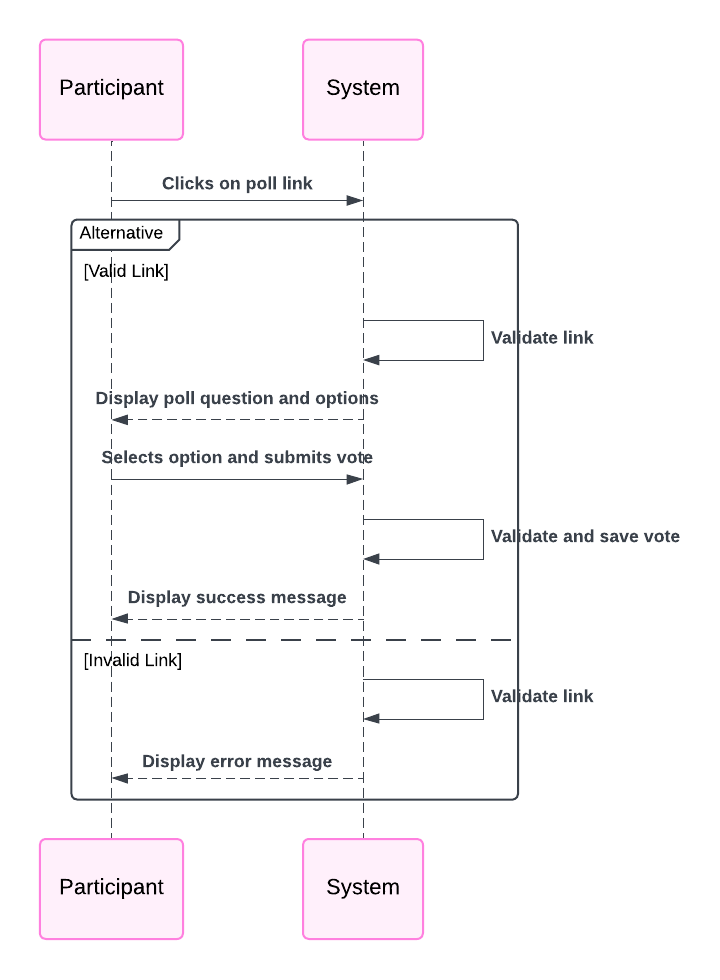 Participant
System
Clicks on poll link
Alternative
[Valid Link]
Validate link
Display poll question and options
Selects option and submits vote
Validate and save vote
Display success message
[Invalid Link]
Validate link
Display error message
Participant
System